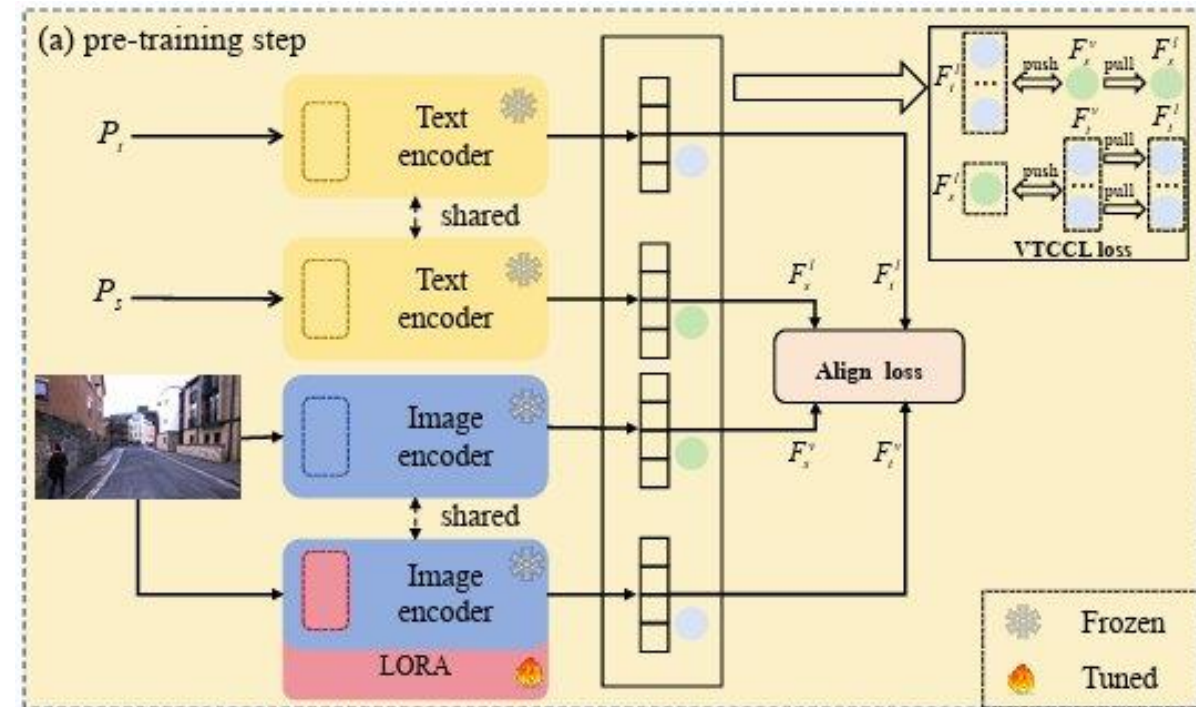 (a) pre-training step
P_t
Text
encoder
shared
P_s
Text
encoder
Image
encoder
shared
Image
encoder
LORA
F_s^l
F_t^l
Align loss
F_s^v
F_t^v
F_t^l
...
push
F_s^v
pull
F_s^l
F_s^l
push
F_t^v
...
pull
pull
F_t^l
...
VTCCL loss
Frozen
Tuned